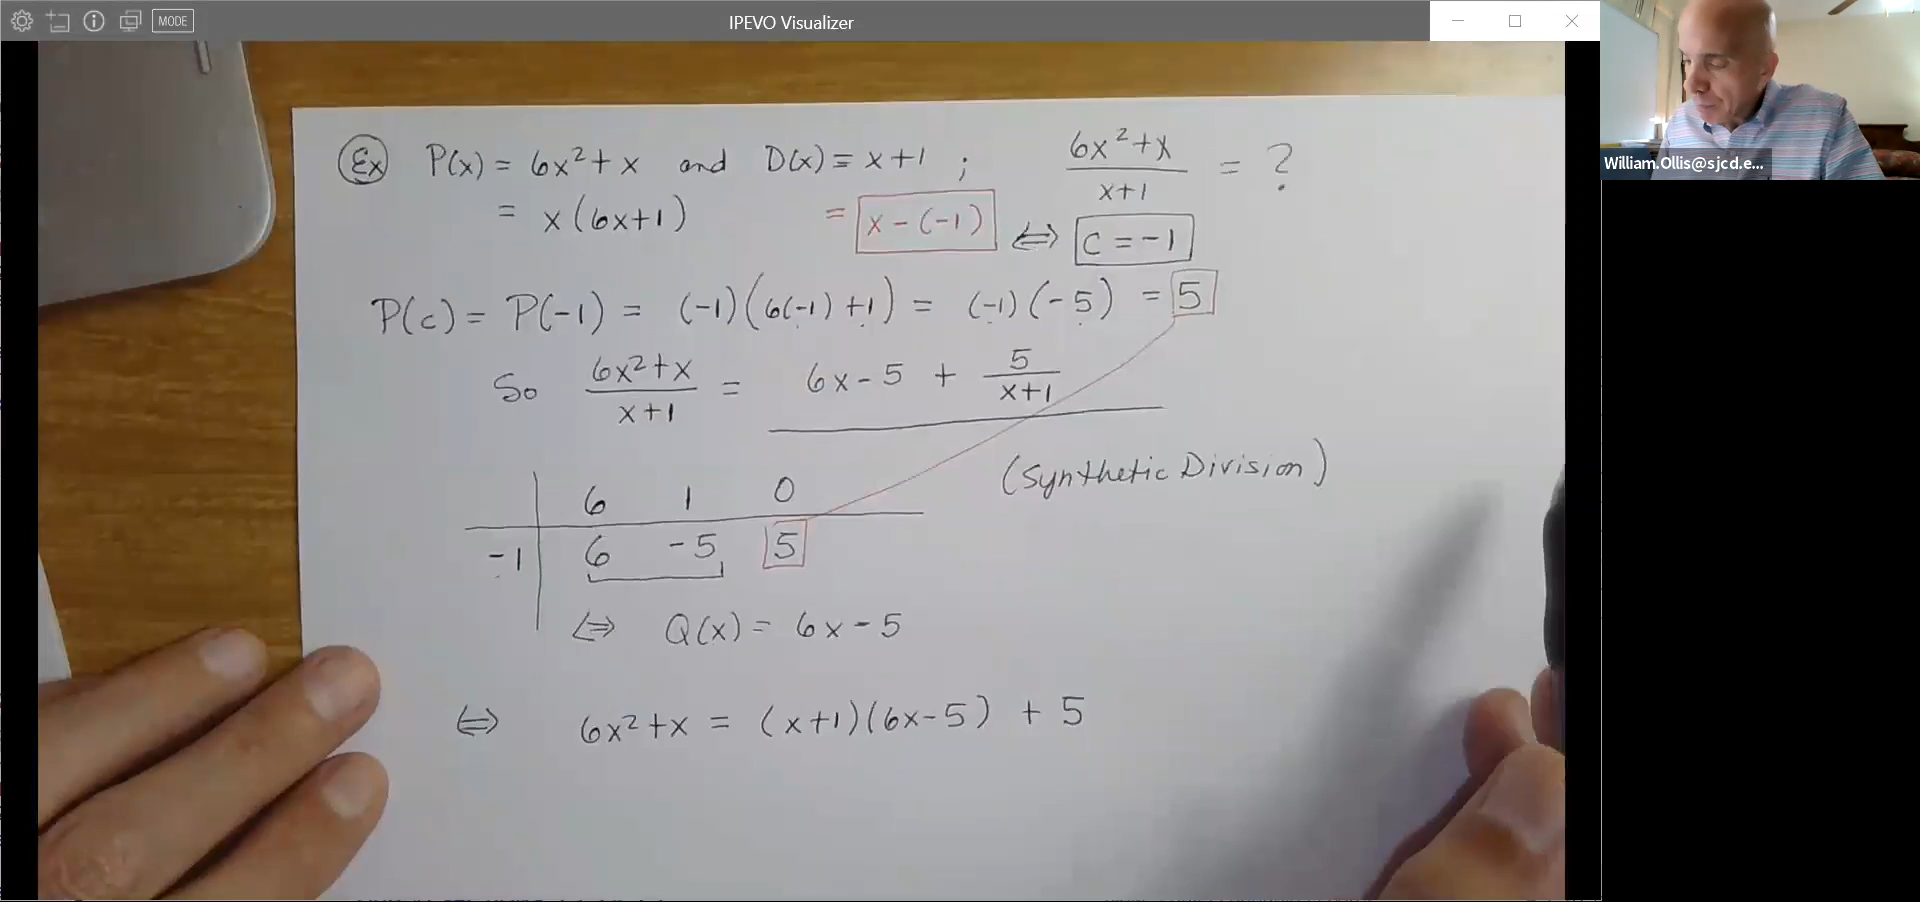 MODE
IPEVO Visualizer
William.Ollis@sjcd.e...
Ex P(x) = 6x² + x and D(x) = x+1 ; 6x²+x / x+1 = ?
= x(6x+1) = x-(-1) ⇔ C = -1
P(c) = P(-1) = (-1)(6(-1)+1) = (-1)(-5) = 5
So 6x²+x / x+1 = 6x-5 + 5 / x+1
(Synthetic Division)
6 1 0
-1 6 -5 5
⇔ Q(x) = 6x-5
⇔ 6x²+x = (x+1)(6x-5) + 5